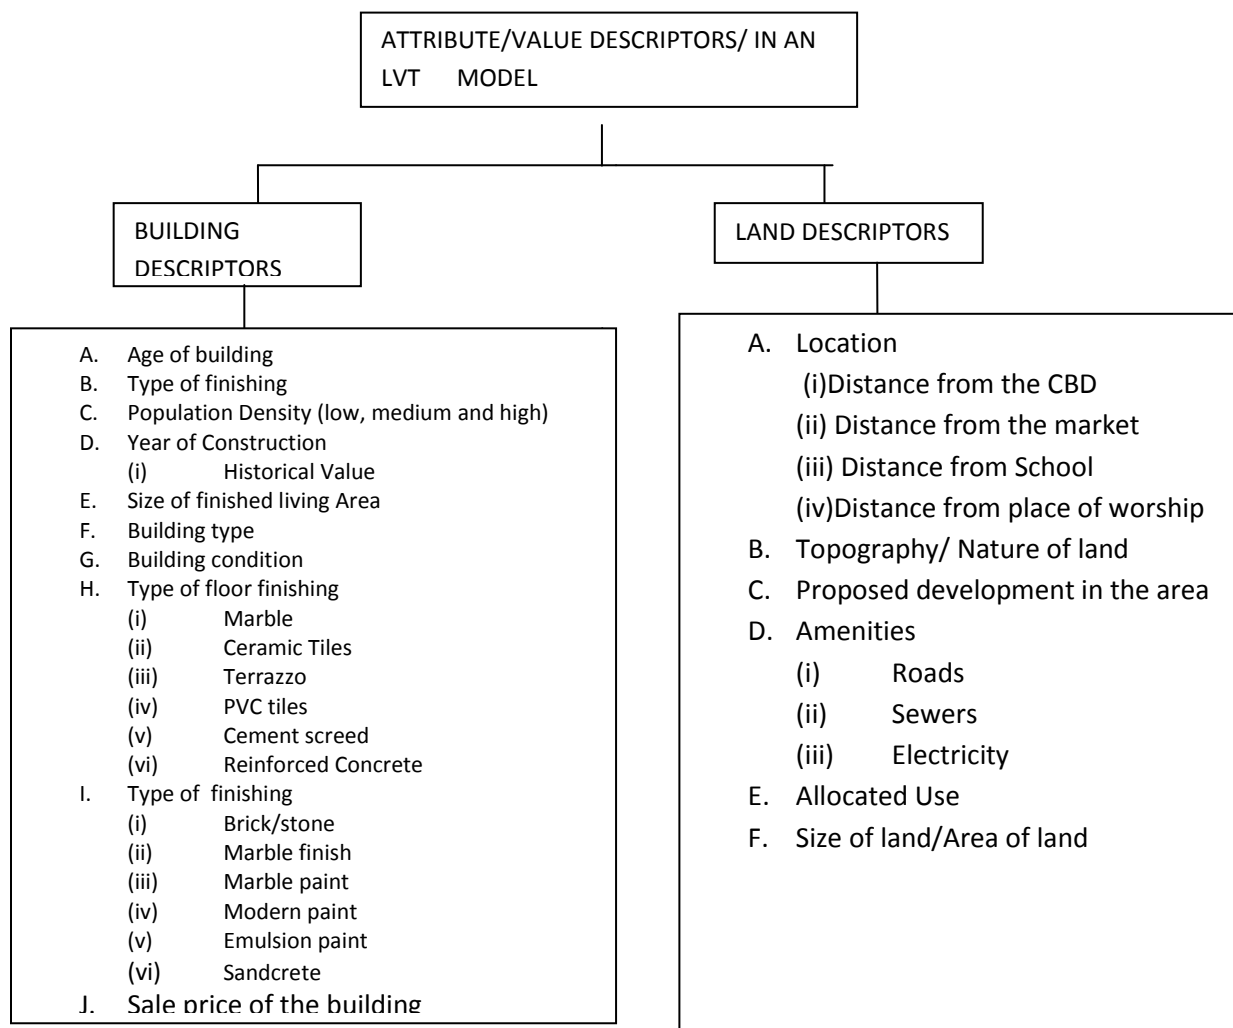 ATTRIBUTE/VALUE DESCRIPTORS/ IN AN
LVT MODEL
BUILDING
DESCRIPTORS
LAND DESCRIPTORS
A. Age of building
B. Type of finishing
C. Population Density (low, medium and high)
D. Year of Construction
(i) Historical Value
E. Size of finished living Area
F. Building type
G. Building condition
H. Type of floor finishing
(i) Marble
(ii) Ceramic Tiles
(iii) Terrazzo
(iv) PVC tiles
(v) Cement screed
(vi) Reinforced Concrete
I. Type of finishing
(i) Brick/stone
(ii) Marble finish
(iii) Marble paint
(iv) Modern paint
(v) Emulsion paint
(vi) Sandcrete
J. Sale price of the building
A. Location
(i)Distance from the CBD
(ii) Distance from the market
(iii) Distance from School
(iv)Distance from place of worship
B. Topography/ Nature of land
C. Proposed development in the area
D. Amenities
(i) Roads
(ii) Sewers
(iii) Electricity
E. Allocated Use
F. Size of land/Area of land